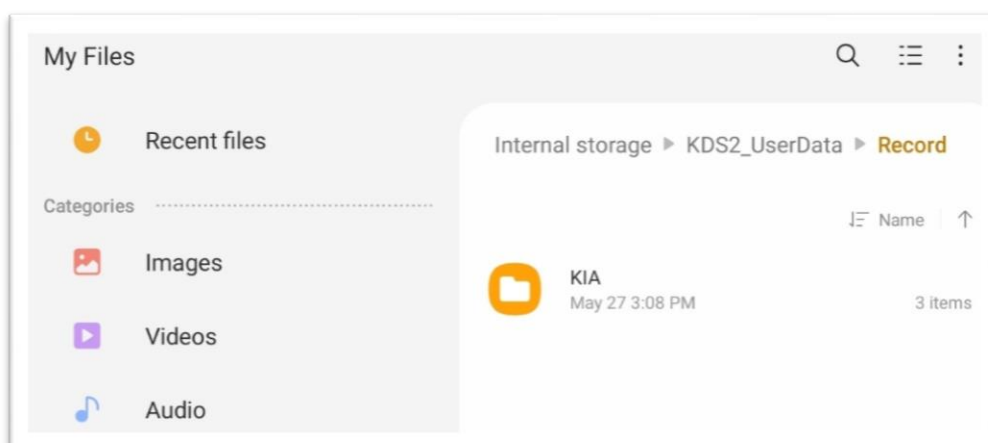 My Files
Recent files
Categories
Images
Videos
Audio
Internal storage ▶ KDS2_UserData ▶ Record
Name
KIA
May 27 3:08 PM
3 items